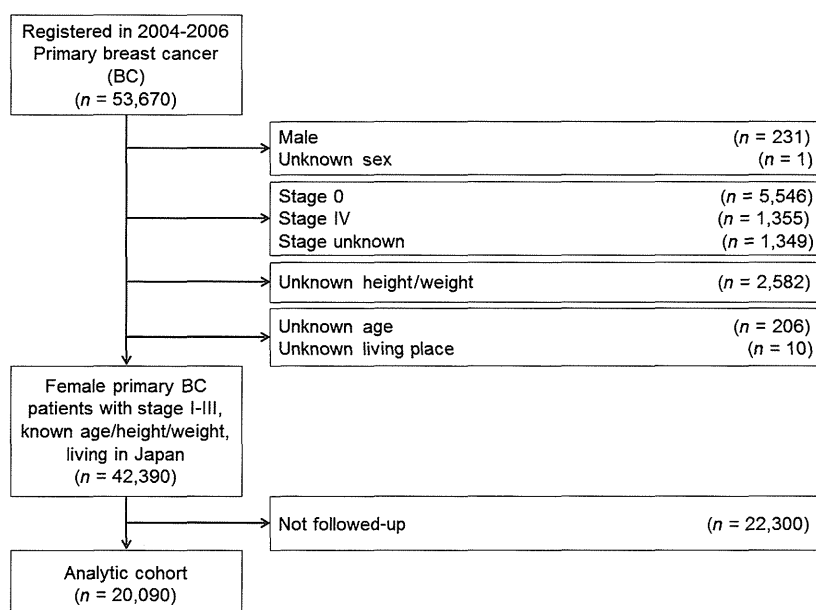 Registered in 2004-2006
Primary breast cancer
(BC)
(n = 53,670)
Male (n = 231)
Unknown sex (n = 1)
Stage 0 (n = 5,546)
Stage IV (n = 1,355)
Stage unknown (n = 1,349)
Unknown height/weight (n = 2,582)
Unknown age (n = 206)
Unknown living place (n = 10)
Female primary BC
patients with stage I-III,
known age/height/weight,
living in Japan
(n = 42,390)
Not followed-up (n = 22,300)
Analytic cohort
(n = 20,090)